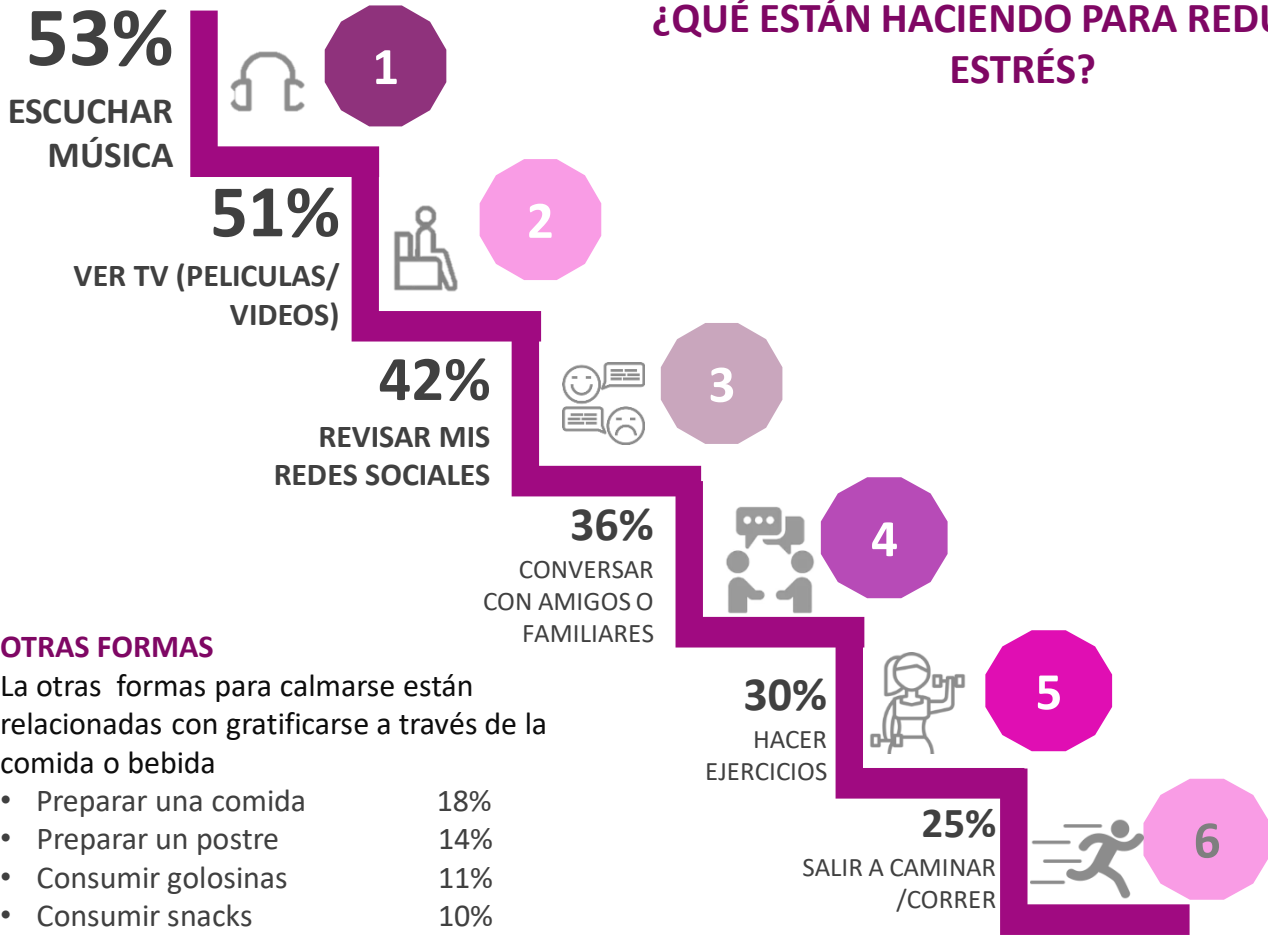 ¿QUÉ ESTÁN HACIENDO PARA REDU
ESTRÉS?
53%
ESCUCHAR
MÚSICA
1
51%
VER TV (PELICULAS/
VIDEOS)
2
42%
REVISAR MIS
REDES SOCIALES
3
36%
CONVERSAR
CON AMIGOS O
FAMILIARES
4
30%
HACER
EJERCICIOS
5
25%
SALIR A CAMINAR
/CORRER
6
OTRAS FORMAS
La otras formas para calmarse están
relacionadas con gratificarse a través de la
comida o bebida
• Preparar una comida 18%
• Preparar un postre 14%
• Consumir golosinas 11%
• Consumir snacks 10%